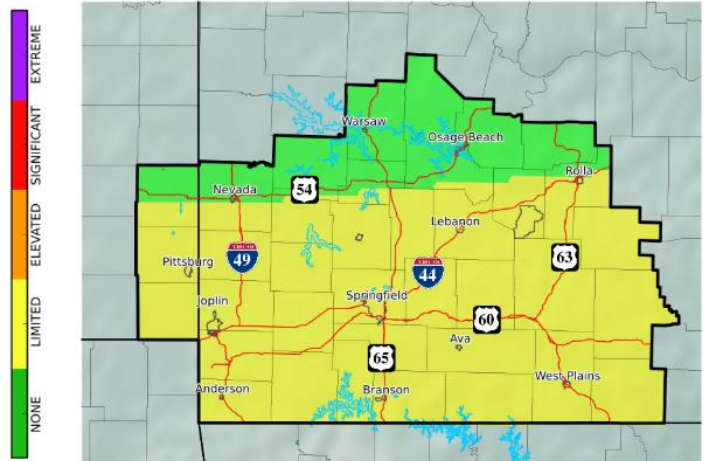 EXTREME
SIGNIFICANT
ELEVATED
LIMITED
NONE
Warsaw
Osage Beach
Rolla
Nevada
54
Lebanon
Pittsburg
49
44
63
Joplin
Springfield
60
Ava
65
Anderson
Branson
West Plains